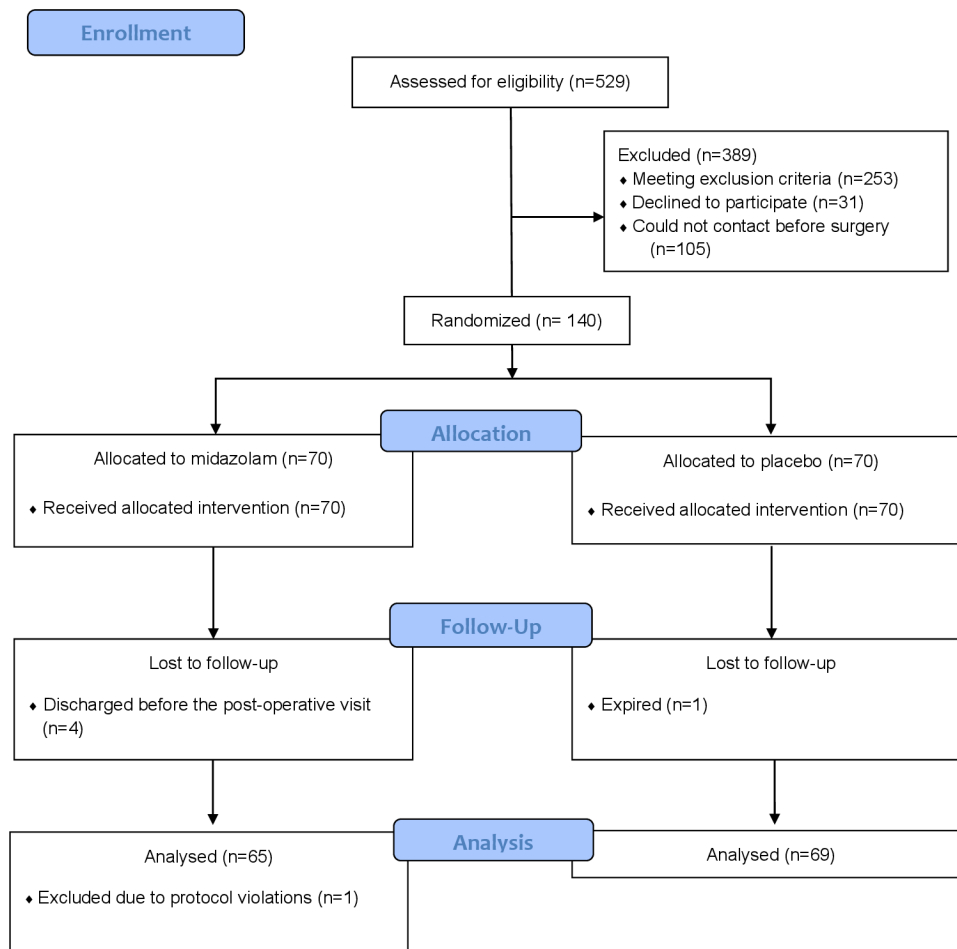 Enrollment
Assessed for eligibility (n=529)
Excluded (n=389)
♦ Meeting exclusion criteria (n=253)
♦ Declined to participate (n=31)
♦ Could not contact before surgery
(n=105)
Randomized (n= 140)
Allocation
Allocated to midazolam (n=70)
♦ Received allocated intervention (n=70)
Allocated to placebo (n=70)
♦ Received allocated intervention (n=70)
Follow-Up
Lost to follow-up
♦ Discharged before the post-operative visit
(n=4)
Lost to follow-up
♦ Expired (n=1)
Analysis
Analysed (n=65)
♦ Excluded due to protocol violations (n=1)
Analysed (n=69)